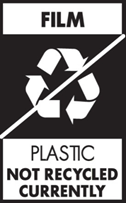 FILM
PLASTIC
NOT RECYCLED
CURRENTLY